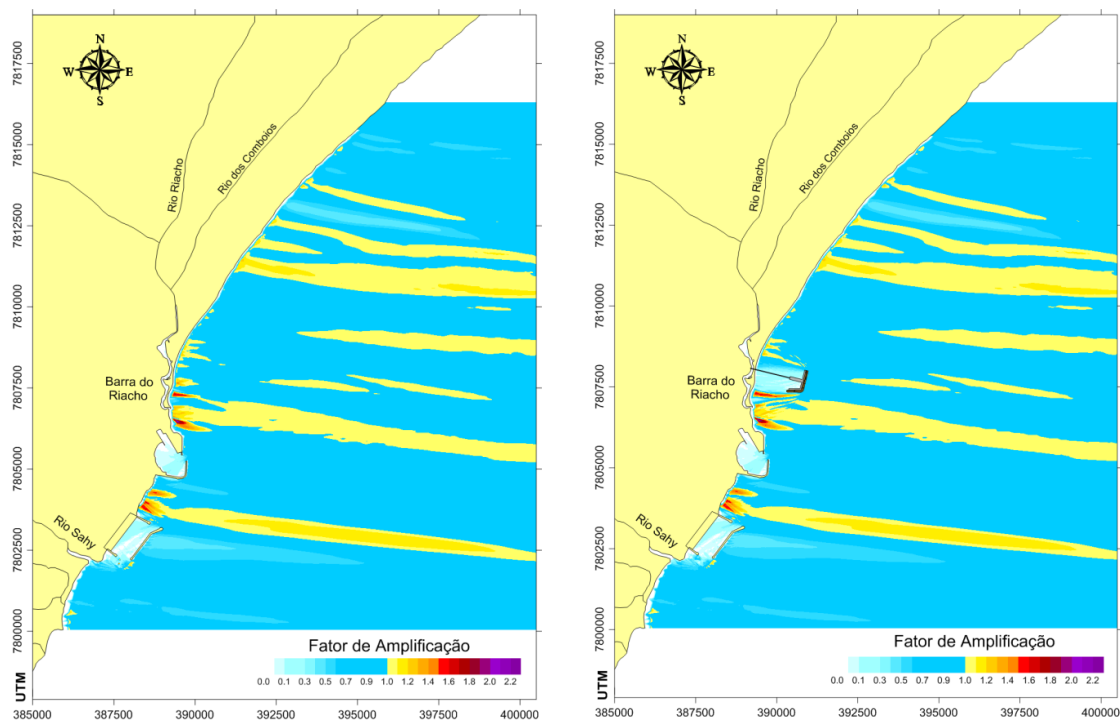 N
W E
S
Rio Riacho
Rio dos Comboios
Barra do
Riacho
Rio Sahy
7817500
7815000
7812500
7810000
7807500
7805000
7802500
7800000
Fator de Amplificação
0.0 0.1 0.5 0.7 0.9 1.0 1.2 1.4 1.6 1.8 2.0 2.2
UTM
385000 387500 390000 392500 395000 397500 400000
N
W E
S
Rio Riacho
Rio dos Comboios
Barra do
Riacho
Rio Sahy
7817500
7815000
7812500
7810000
7807500
7805000
7802500
7800000
Fator de Amplificação
0.0 0.1 0.5 0.7 0.9 1.0 1.2 1.4 1.6 1.8 2.0 2.2
UTM
385000 387500 390000 392500 395000 397500 400000